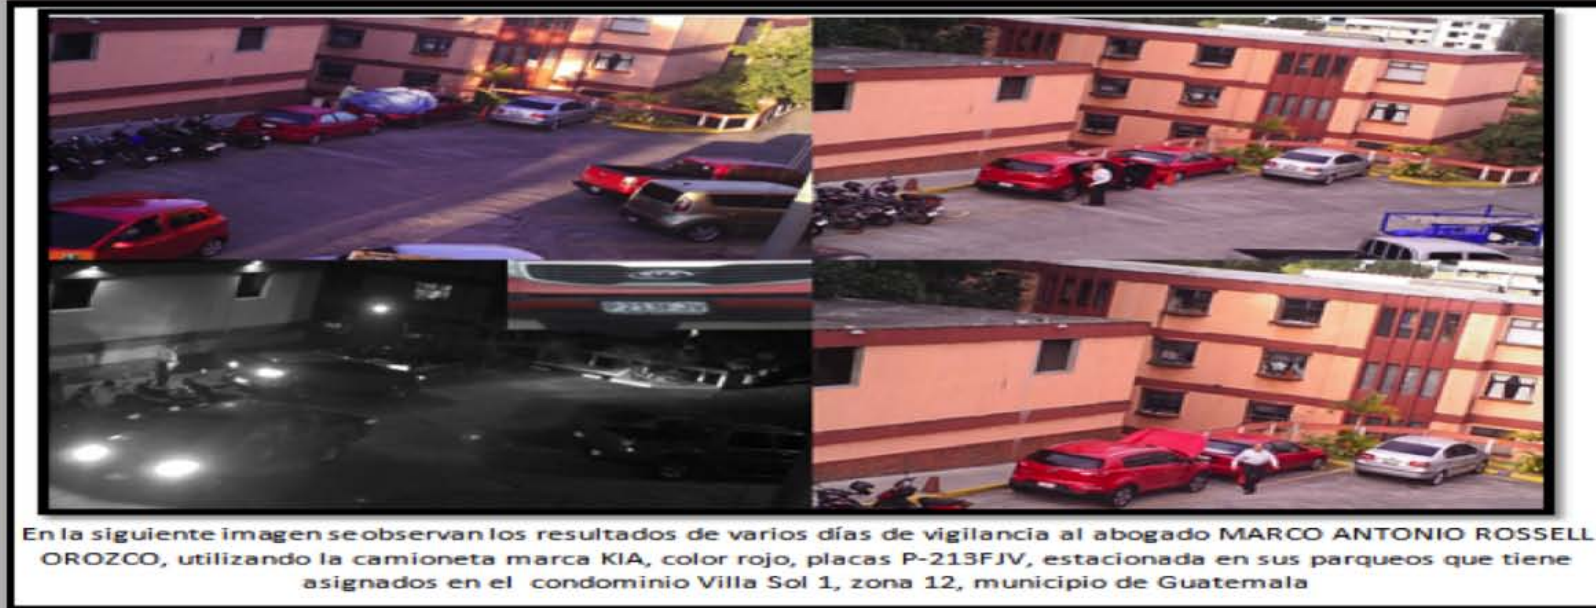 En la siguiente imagen seobservan los resultados de varios días de vigilancia al abogado MARCO ANTONIO ROSSELL
OROZCO, utilizando la camioneta marca KIA, color rojo, placas P-213FJV, estacionada en sus parqueos que tiene
asignados en el condominio Villa Sol 1, zona 12, municipio de Guatemala